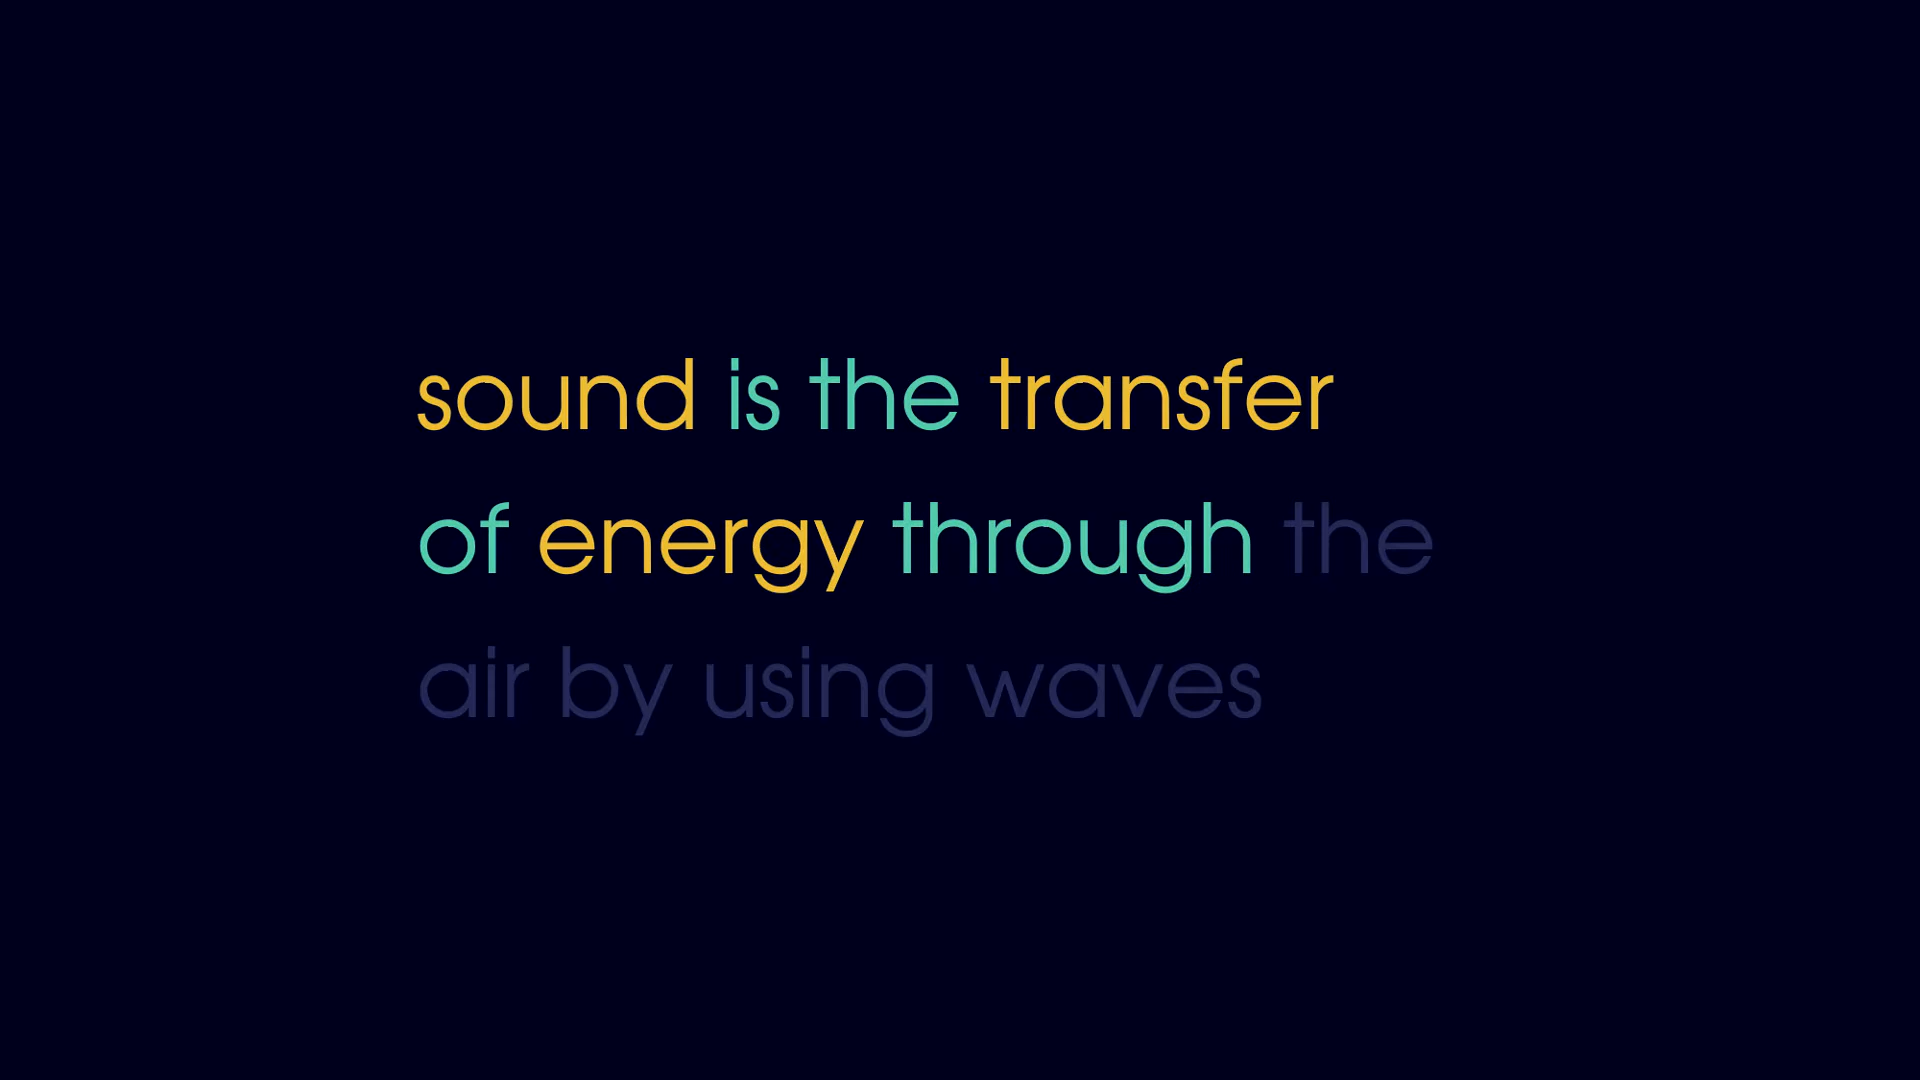 sound is the transfer
of energy through the
air by using waves